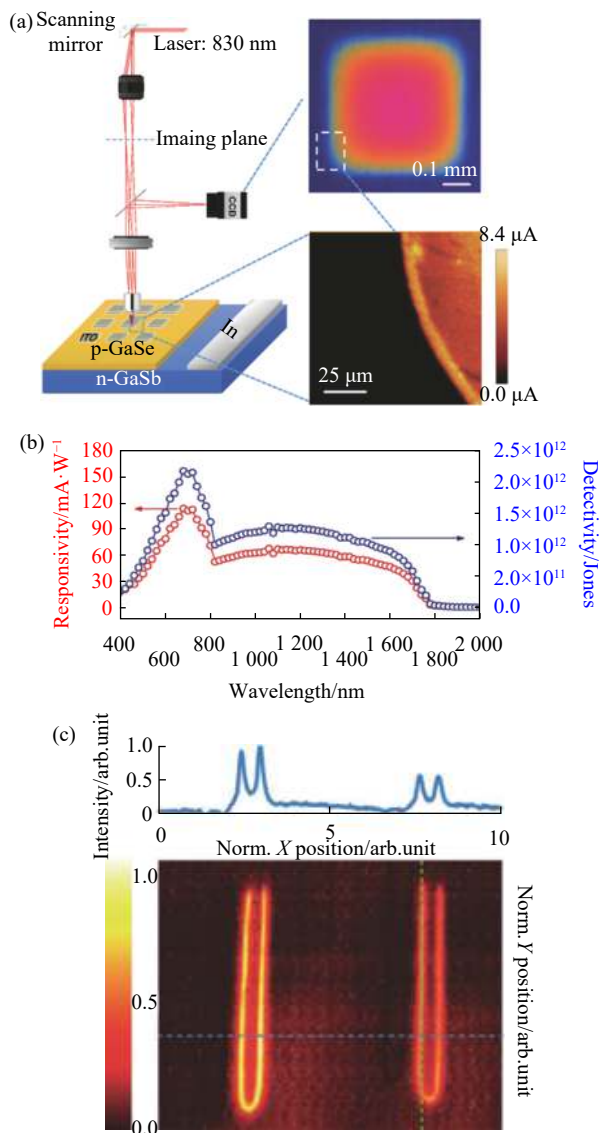 (a)
Scanning
mirror
Laser: 830 nm
Imaing plane
CCD
0.1 mm
ITO
p-GaSe
n-GaSb
In
8.4 μA
25 μm
0.0 μA
(b)
Responsivity/mA·W⁻¹
180
150
120
90
60
30
0
2.5×10¹²
2.0×10¹²
1.5×10¹²
1.0×10¹²
2.0×10¹¹
0.0
Detectivity/Jones
400 800 1 200 1 600 2 000
600 1 000 1 400 1 800
Wavelength/nm
(c)
Intensity/arb.unit
1.0
0.5
0
0 5 10
Norm. X position/arb.unit
1.0
0.5
0.0
Norm. Y position/arb.unit